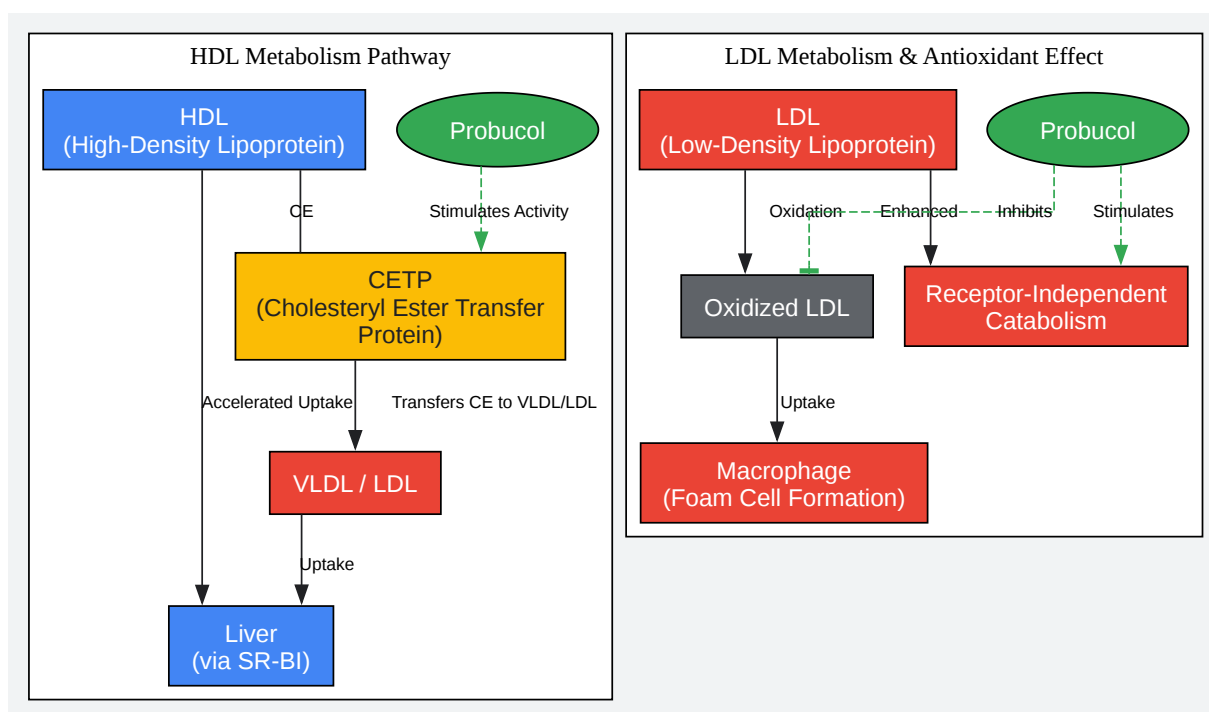 HDL Metabolism Pathway
HDL
(High-Density Lipoprotein)
Probucol
CE
Stimulates Activity
CETP
(Cholesteryl Ester Transfer
Protein)
Accelerated Uptake
Transfers CE to VLDL/LDL
VLDL / LDL
Uptake
Liver
(via SR-BI)
LDL Metabolism & Antioxidant Effect
LDL
(Low-Density Lipoprotein)
Probucol
Oxidation
Enhanced
Inhibits
Stimulates
Oxidized LDL
Receptor-Independent
Catabolism
Uptake
Macrophage
(Foam Cell Formation)